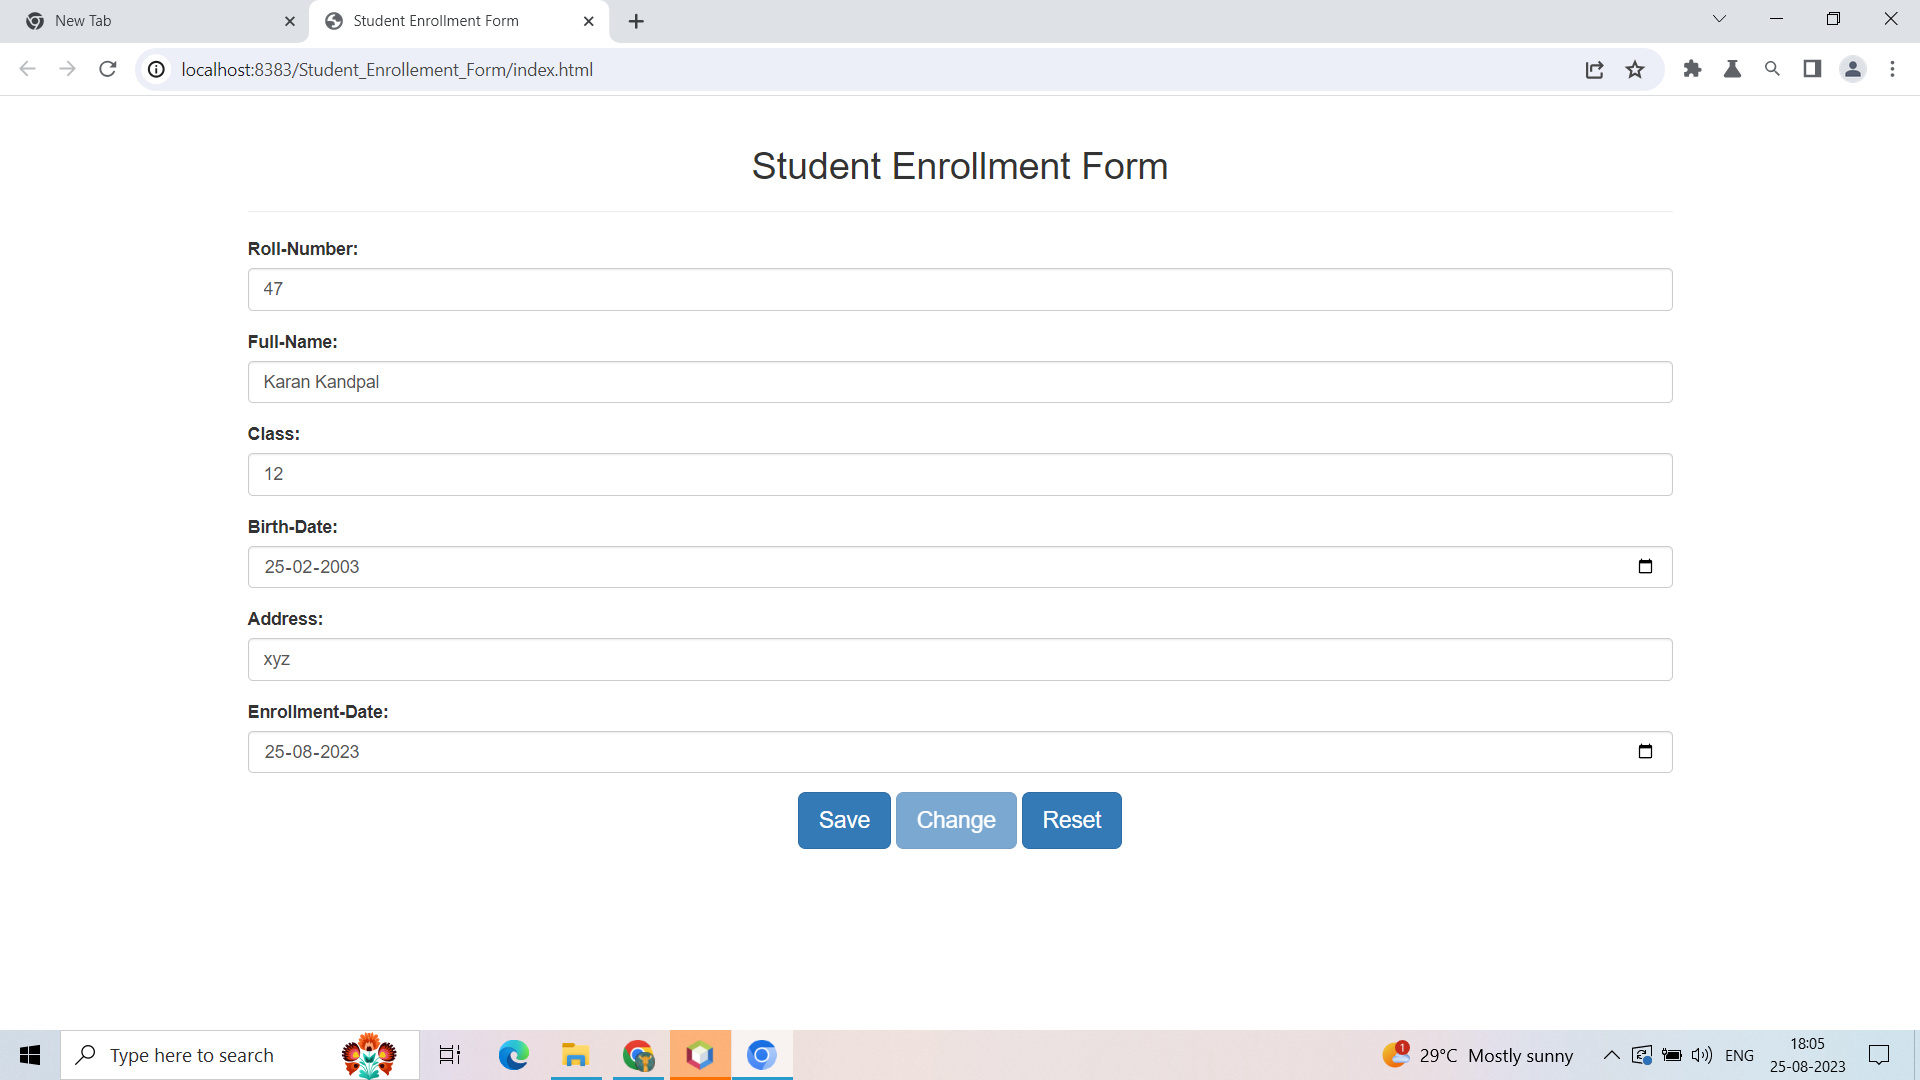 New Tab
Student Enrollment Form
localhost:8383/Student_Enrollement_Form/index.html
Student Enrollment Form
Roll-Number:
47
Full-Name:
Karan Kandpal
Class:
12
Birth-Date:
25-02-2003
Address:
xyz
Enrollment-Date:
25-08-2023
Save Change Reset
Type here to search
1
29°C Mostly sunny
ENG
18:05
25-08-2023